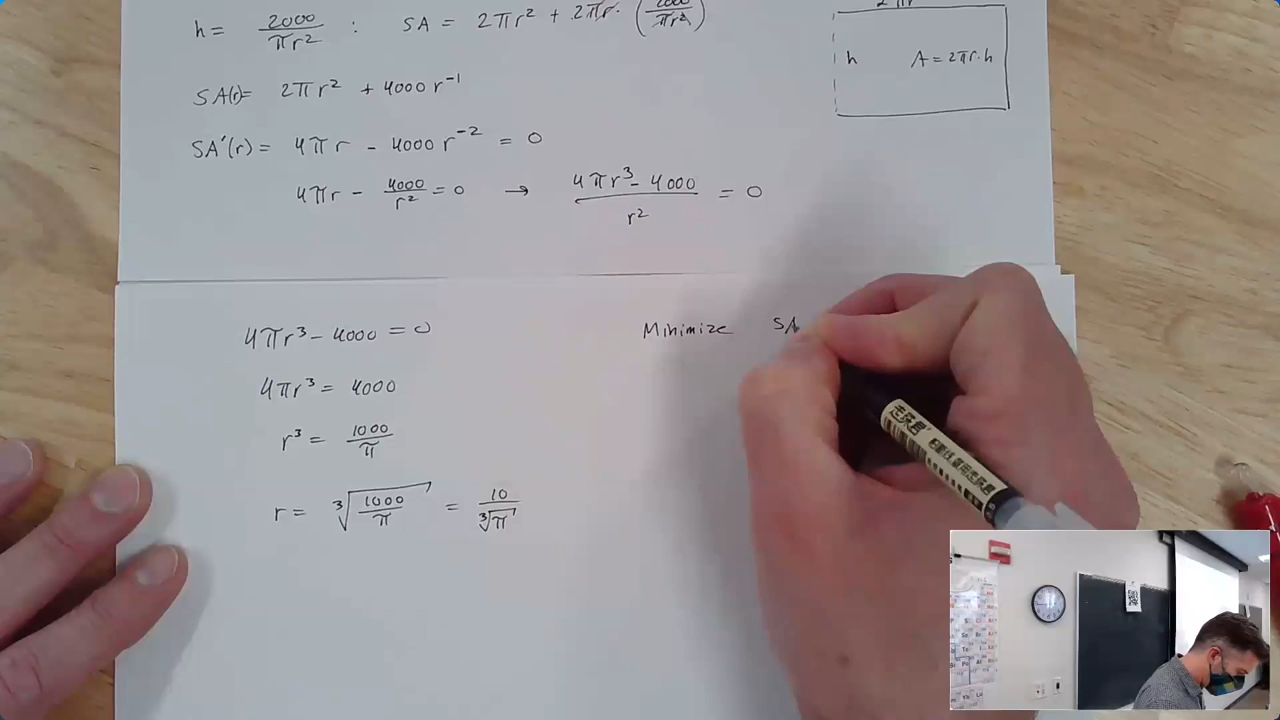 h = 2000/πr² : SA = 2πr² + 2πr · (2000/πr²)
2πr
h A = 2πr·h
SA(r) = 2πr² + 4000 r⁻¹
SA'(r) = 4πr − 4000 r⁻² = 0
4πr − 4000/r² = 0 → 4πr³ − 4000/r² = 0
4πr³ − 4000 = 0
4πr³ = 4000
r³ = 1000/π
r = ∛(1000/π) = 10/∛π
Minimize SA